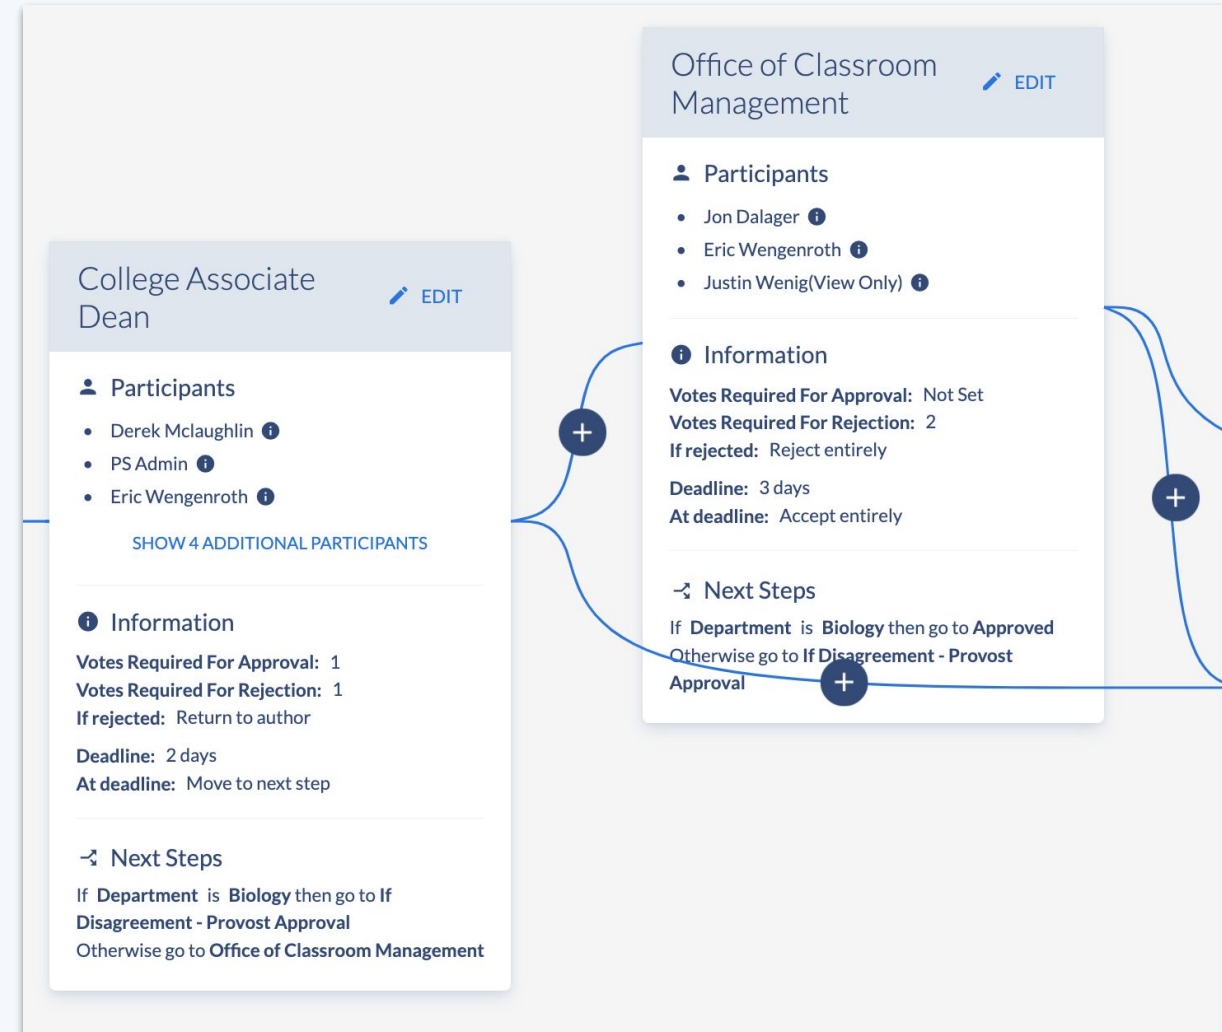 College Associate
Dean
EDIT
Participants
Derek Mclaughlin
PS Admin
Eric Wengenroth
SHOW 4 ADDITIONAL PARTICIPANTS
Information
Votes Required For Approval: 1
Votes Required For Rejection: 1
If rejected: Return to author
Deadline: 2 days
At deadline: Move to next step
Next Steps
If Department is Biology then go to If
Disagreement - Provost Approval
Otherwise go to Office of Classroom Management
Office of Classroom
Management
EDIT
Participants
Jon Dalager
Eric Wengenroth
Justin Wenig(View Only)
Information
Votes Required For Approval: Not Set
Votes Required For Rejection: 2
If rejected: Reject entirely
Deadline: 3 days
At deadline: Accept entirely
Next Steps
If Department is Biology then go to Approved
Otherwise go to If Disagreement - Provost
Approval